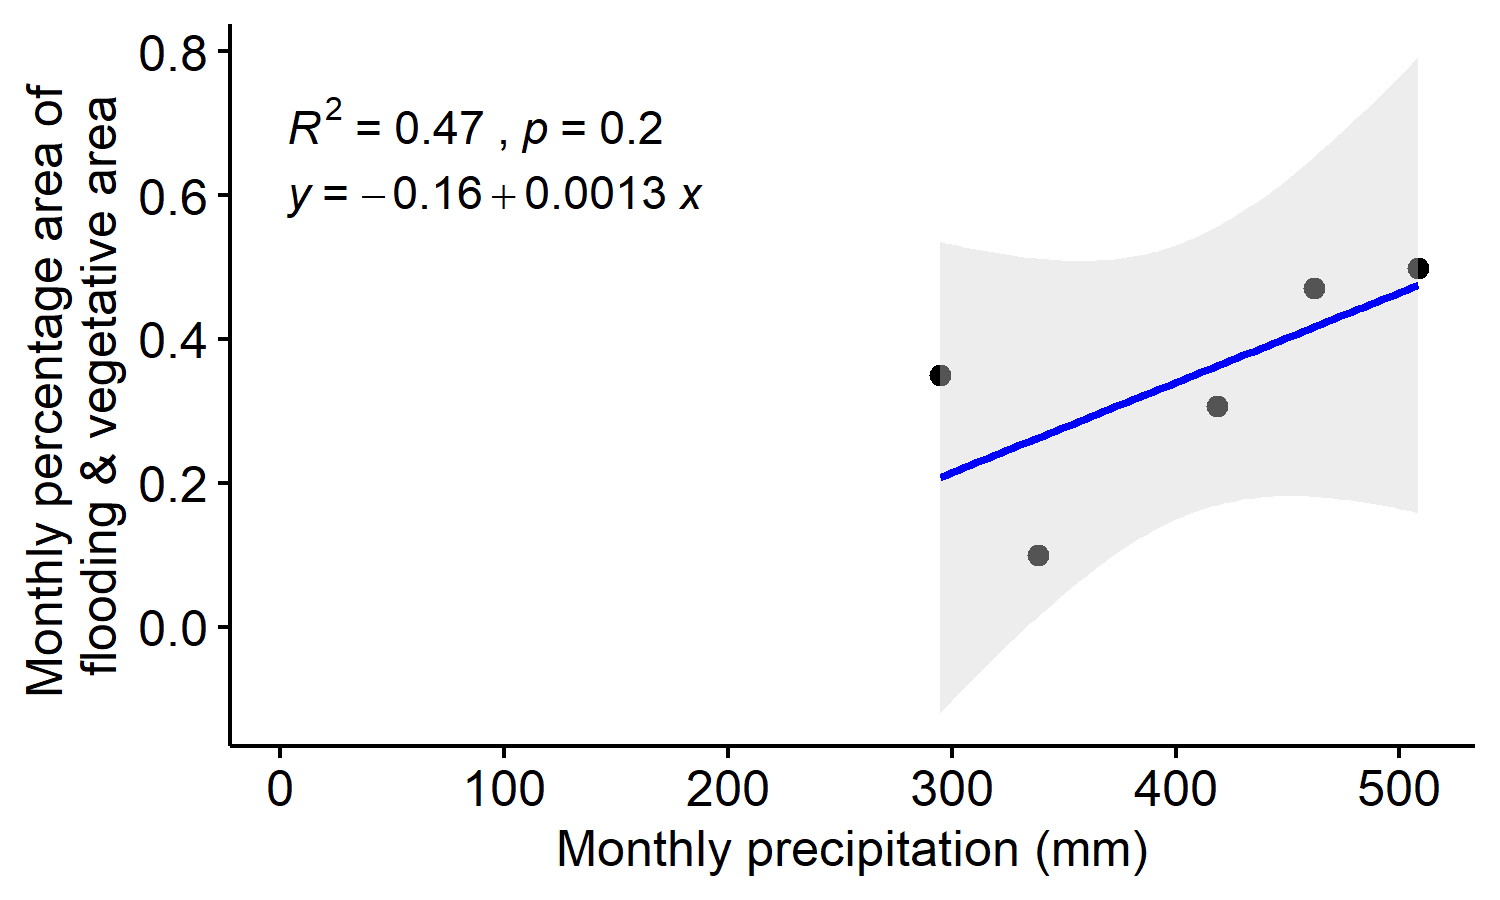 Monthly percentage area of
flooding & vegetative area
0.8
0.6
0.4
0.2
0.0
R² = 0.47 , p = 0.2
y = −0.16 + 0.0013 x
0 100 200 300 400 500
Monthly precipitation (mm)